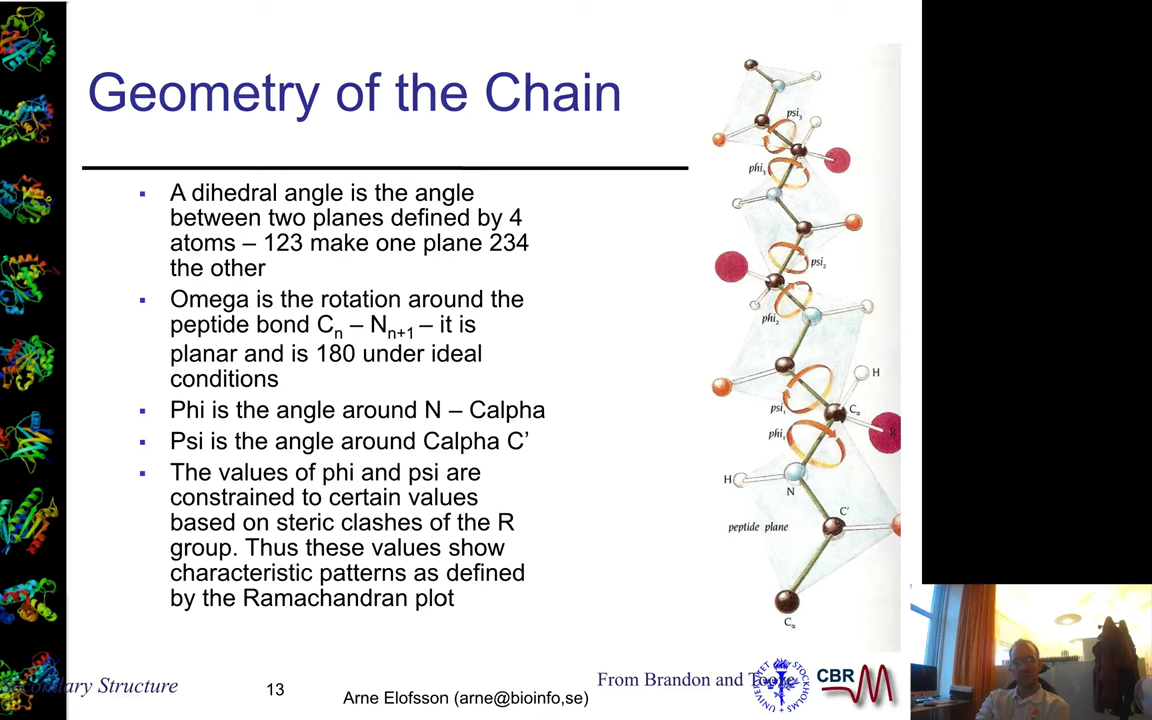 Geometry of the Chain
▪ A dihedral angle is the angle
between two planes defined by 4
atoms – 123 make one plane 234
the other
▪ Omega is the rotation around the
peptide bond Cn – Nn+1 – it is
planar and is 180 under ideal
conditions
▪ Phi is the angle around N – Calpha
▪ Psi is the angle around Calpha C’
▪ The values of phi and psi are
constrained to certain values
based on steric clashes of the R
group. Thus these values show
characteristic patterns as defined
by the Ramachandran plot
psi3
phi3
psi2
phi2
H
psi1
Cα
phi1
R
H
N
C'
peptide plane
Cα
Structure
13
Arne Elofsson (arne@bioinfo,se)
From Brandon and
CBR